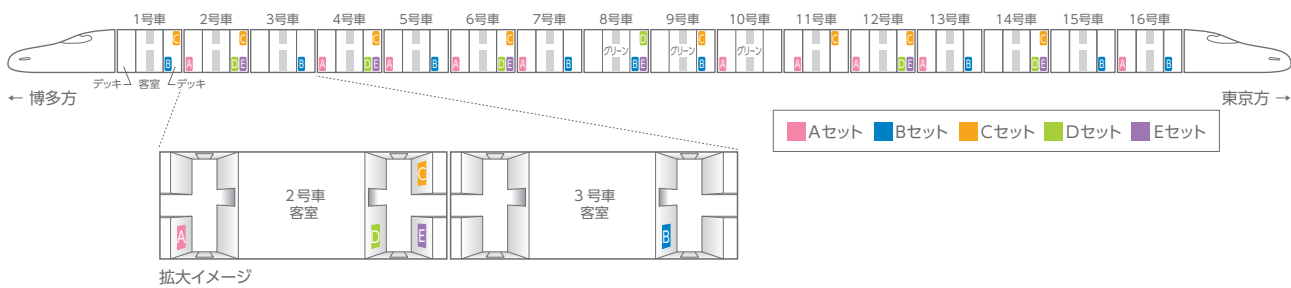 1号車 2号車 3号車 4号車 5号車 6号車 7号車 8号車 9号車 10号車 11号車 12号車 13号車 14号車 15号車 16号車
C C C C D C C C C
グリーン グリーン グリーン
B A D E B A D E A B A D E A B B E B A A A D E A B D E B A B
デッキ 客室 デッキ
← 博多方 東京方 →
Aセット Bセット Cセット Dセット Eセット
C
2号車
客室
3号車
客室
A D E B
拡大イメージ